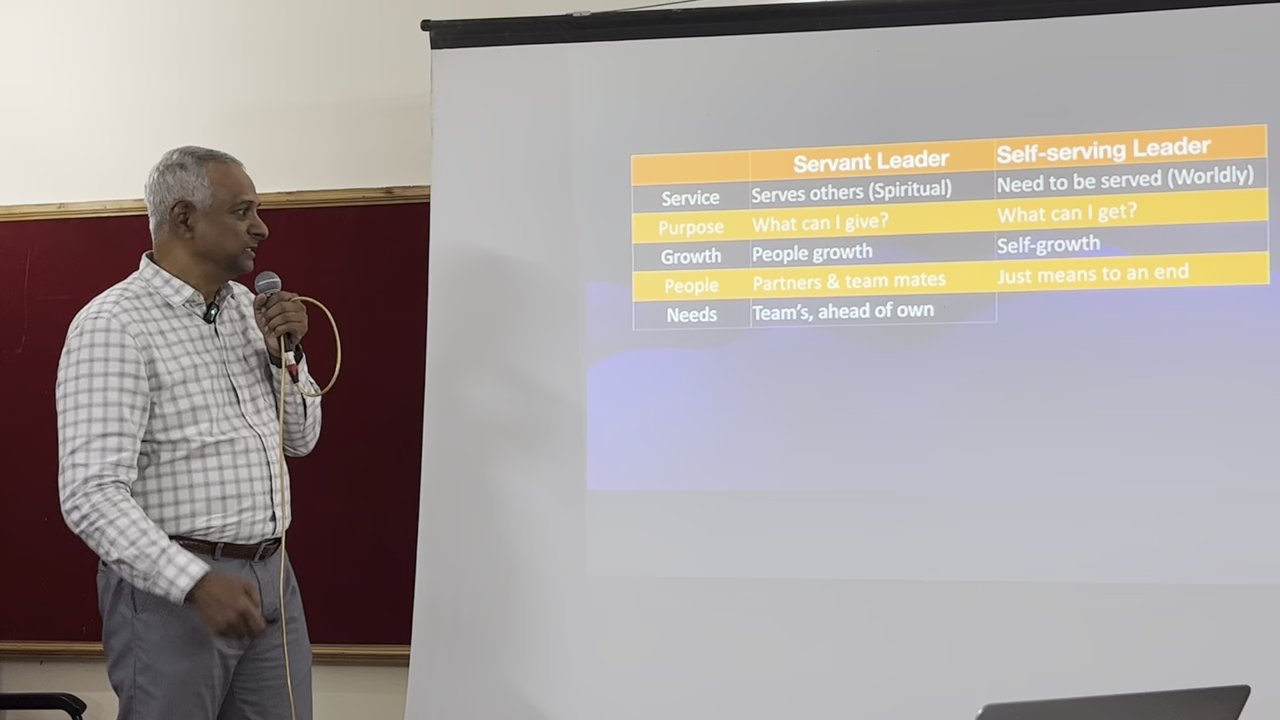 Servant Leader Self-serving Leader
Service Serves others (Spiritual) Need to be served (Worldly)
Purpose What can I give? What can I get?
Growth People growth Self-growth
People Partners & team mates Just means to an end
Needs Team's, ahead of own